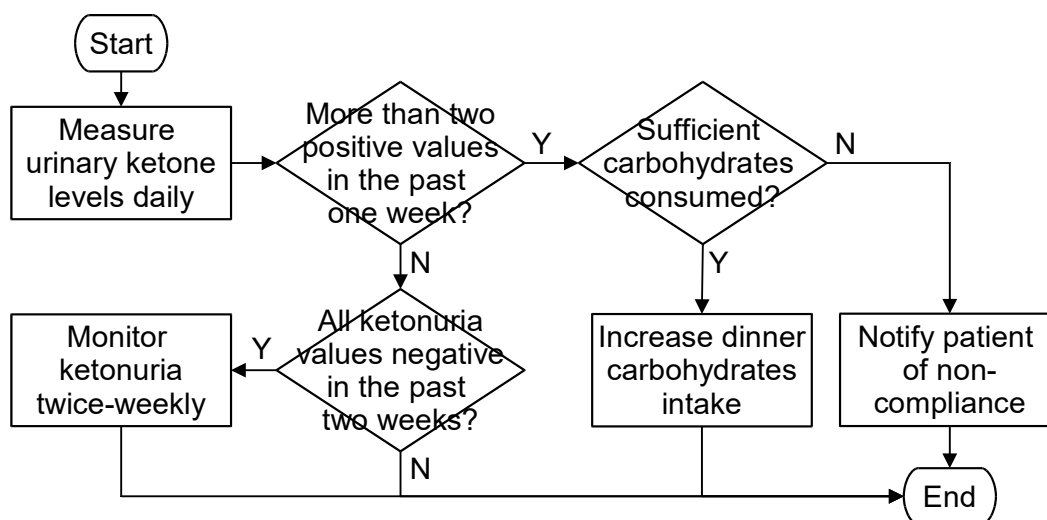 Start
Measure
urinary ketone
levels daily
More than two
positive values
in the past
one week?
Y
Sufficient
carbohydrates
consumed?
N
N
Y
All ketonuria
values negative
in the past
two weeks?
Y
Monitor
ketonuria
twice-weekly
Increase dinner
carbohydrates
intake
Notify patient
of non-
compliance
N
End